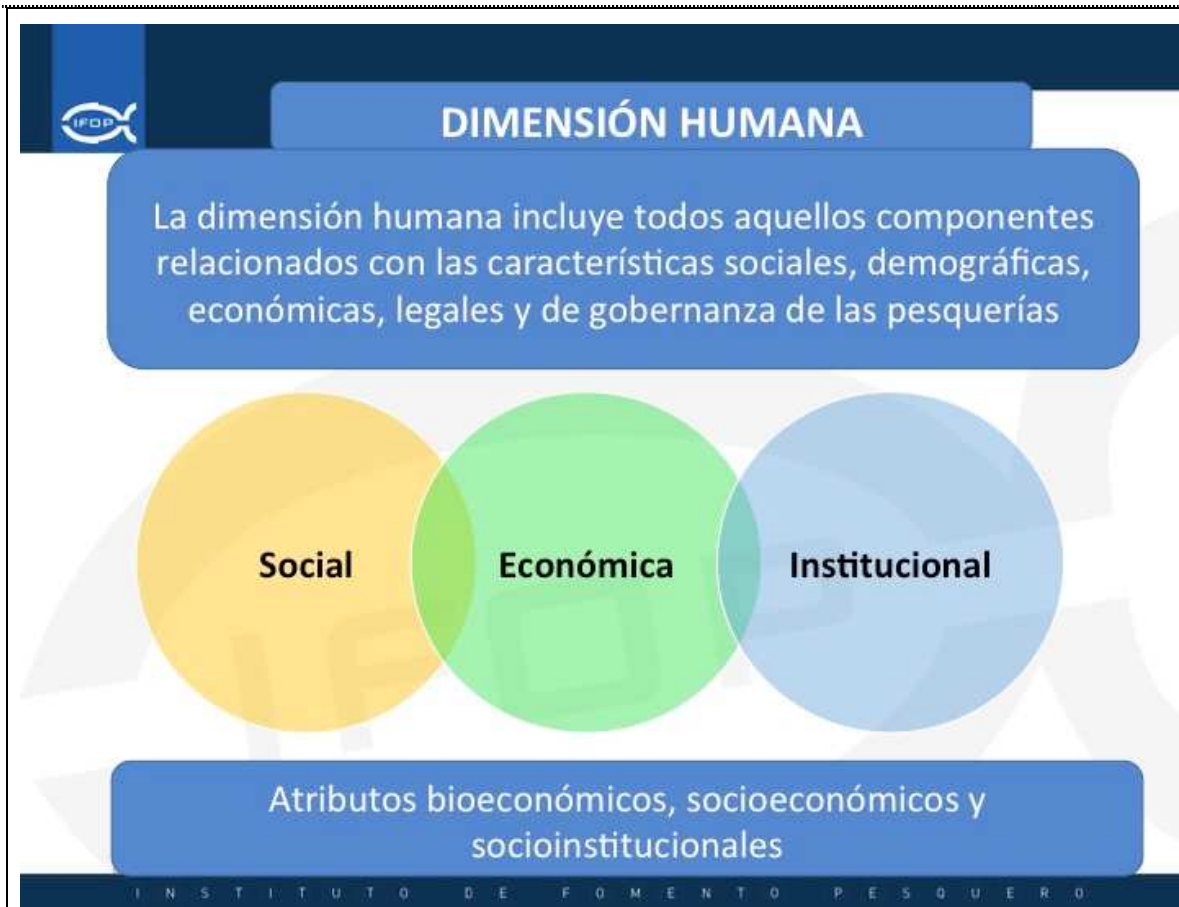 IFOP
DIMENSIÓN HUMANA
La dimensión humana incluye todos aquellos componentes
relacionados con las características sociales, demográficas,
económicas, legales y de gobernanza de las pesquerías
Social
Económica
Institucional
IFOP
Atributos bioeconómicos, socioeconómicos y
socioinstitucionales
INSTITUTO DE FOMENTO PESQUERO